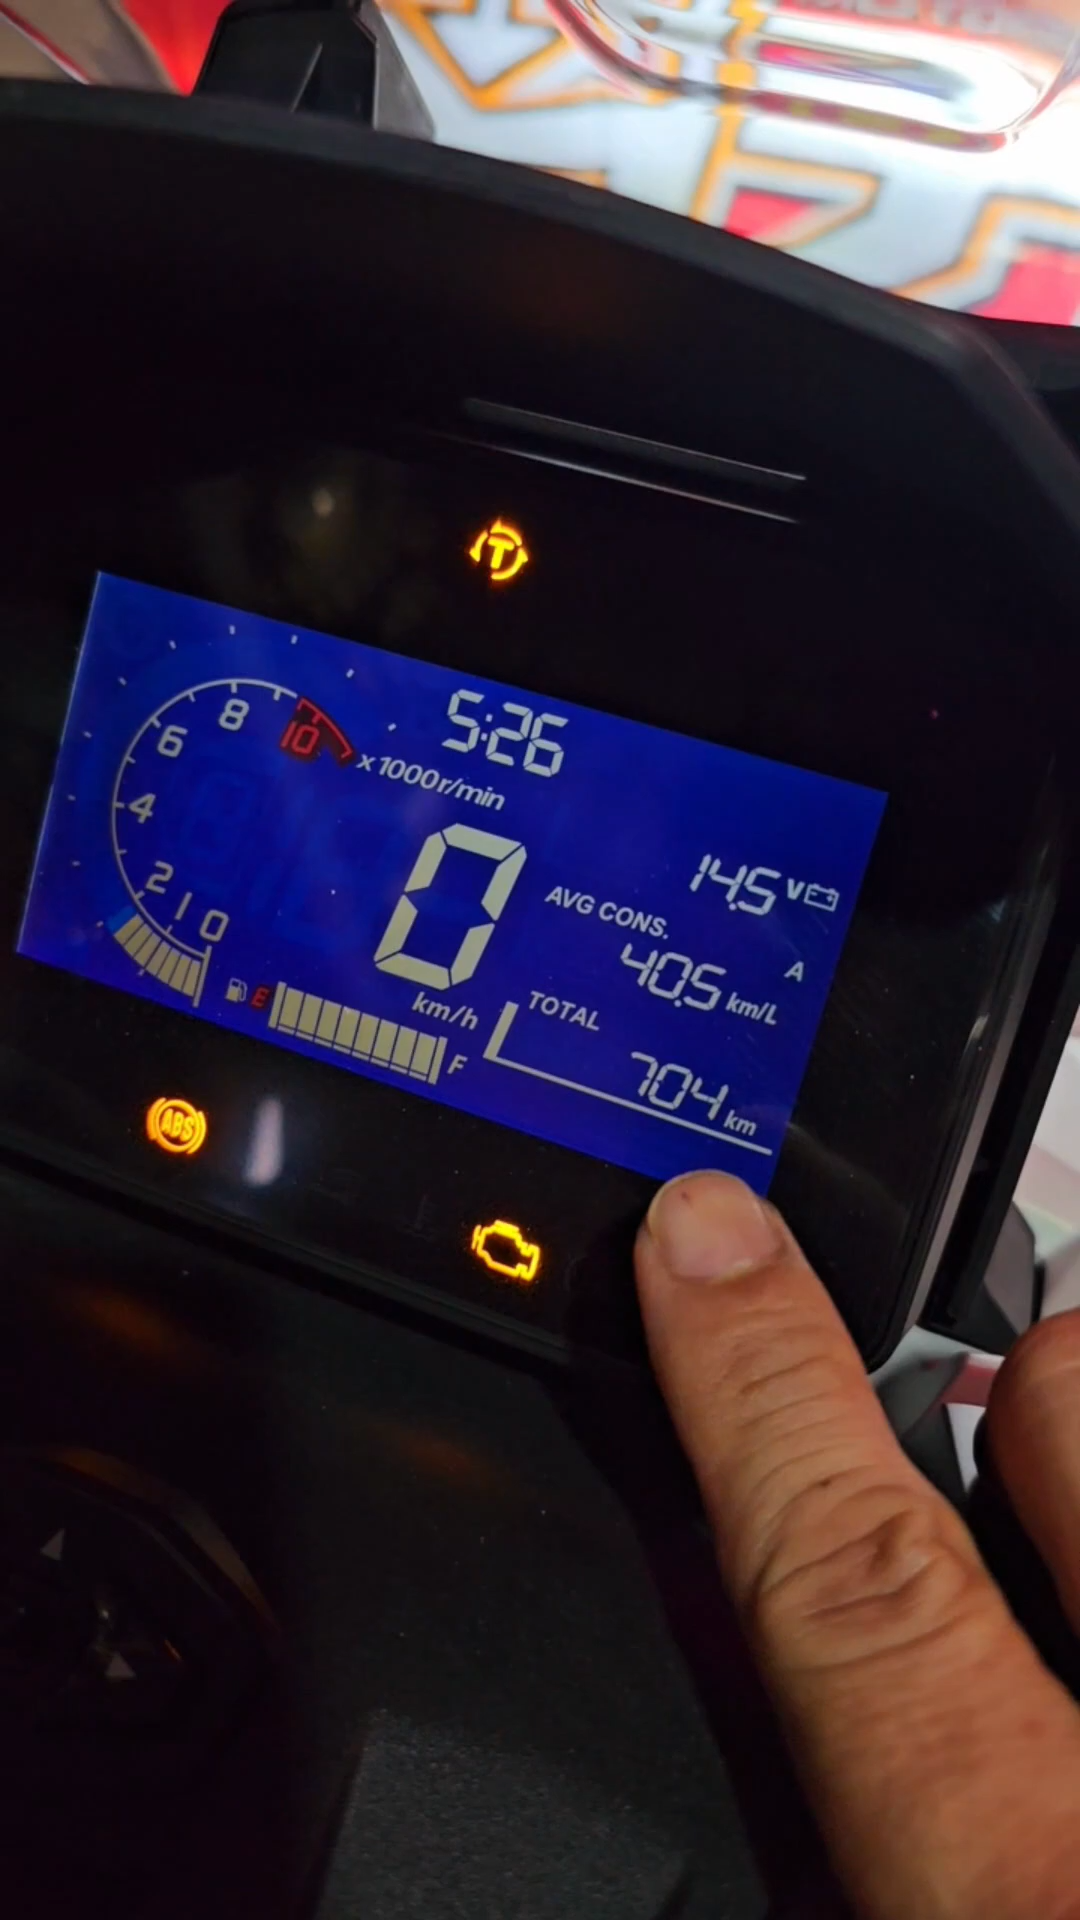 T
5:26
8
10
6
x1000r/min
4
14.5 V
2
1
0
0
AVG CONS.
40.5 km/L
A
E
F
km/h
TOTAL
704 km
ABS